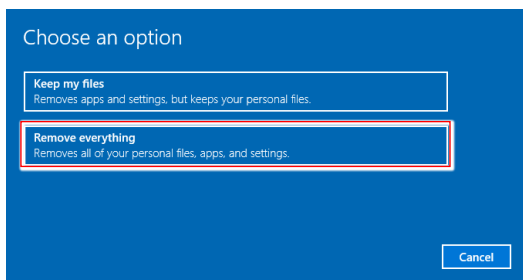 Choose an option
Keep my files
Removes apps and settings, but keeps your personal files.
Remove everything
Removes all of your personal files, apps, and settings.
Cancel